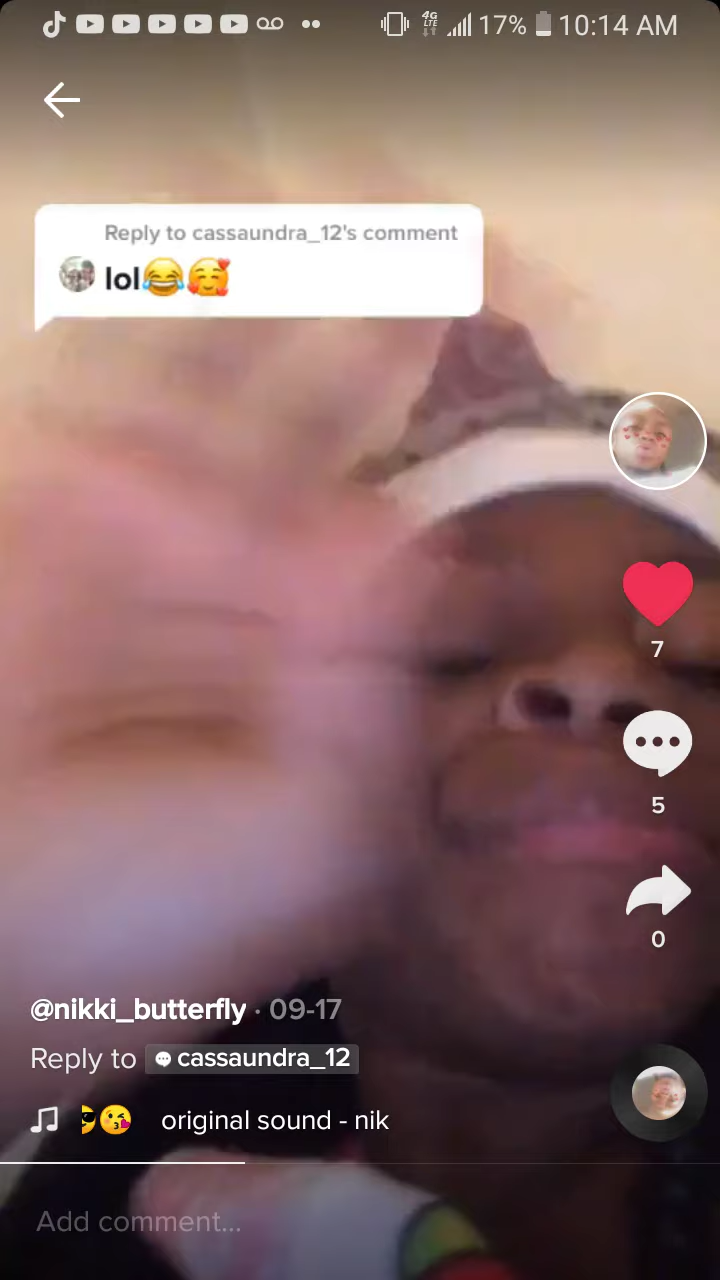 4G LTE 17% 10:14 AM
Reply to cassaundra_12's comment
lol😂🥰
7
5
0
@nikki_butterfly · 09-17
Reply to cassaundra_12
😎😘 original sound - nik
Add comment...